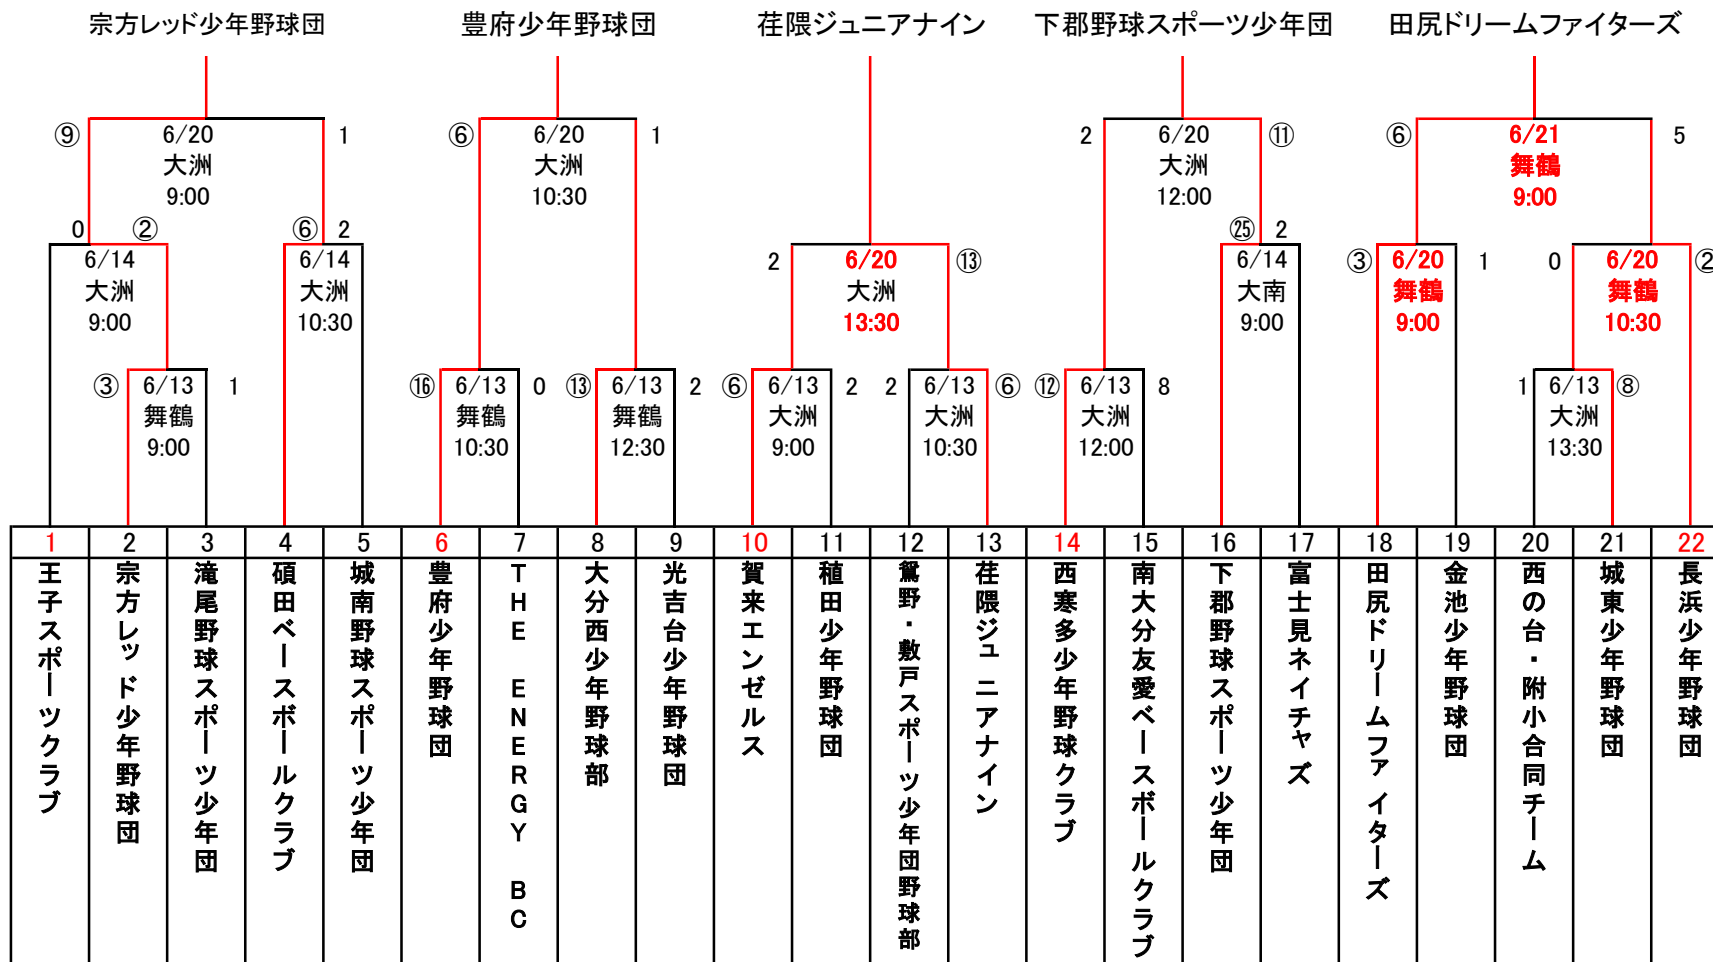 宗方レッド少年野球団 豊府少年野球団 荏隈ジュニアナイン 下郡野球スポーツ少年団 田尻ドリームファイターズ
⑨ 6/20 1 ⑥ 6/20 1 2 6/20 ⑪ ⑥ 6/21 5
大洲 大洲 大洲 舞鶴
9:00 10:30 12:00 9:00
0 ② ⑥ 2 ㉕ 2
6/14 6/14 2 6/20 ⑬ 6/14 ③ 6/20 1 0 6/20 ②
大洲 大洲 大洲 大南 舞鶴 舞鶴
9:00 10:30 13:30 9:00 9:00 10:30
③ 6/13 1 ⑯ 6/13 0 ⑬ 6/13 2 ⑥ 6/13 2 2 6/13 ⑥ ⑫ 6/13 8 1 6/13 ⑧
舞鶴 舞鶴 舞鶴 大洲 大洲 大洲 大洲
9:00 10:30 12:30 9:00 10:30 12:00 13:30
1 2 3 4 5 6 7 8 9 10 11 12 13 14 15 16 17 18 19 20 21 22
王子スポーツクラブ
宗方レッド少年野球団
滝尾野球スポーツ少年団
碩田ベースボールクラブ
城南野球スポーツ少年団
豊府少年野球団
THE ENERGY BC
大分西少年野球部
光吉台少年野球団
賀来エンゼルス
稙田少年野球団
鴛野・敷戸スポーツ少年団野球部
荏隈ジュニアナイン
西寒多少年野球クラブ
南大分友愛ベースボールクラブ
下郡野球スポーツ少年団
富士見ネイチャズ
田尻ドリームファイターズ
金池少年野球団
西の台・附小合同チーム
城東少年野球団
長浜少年野球団